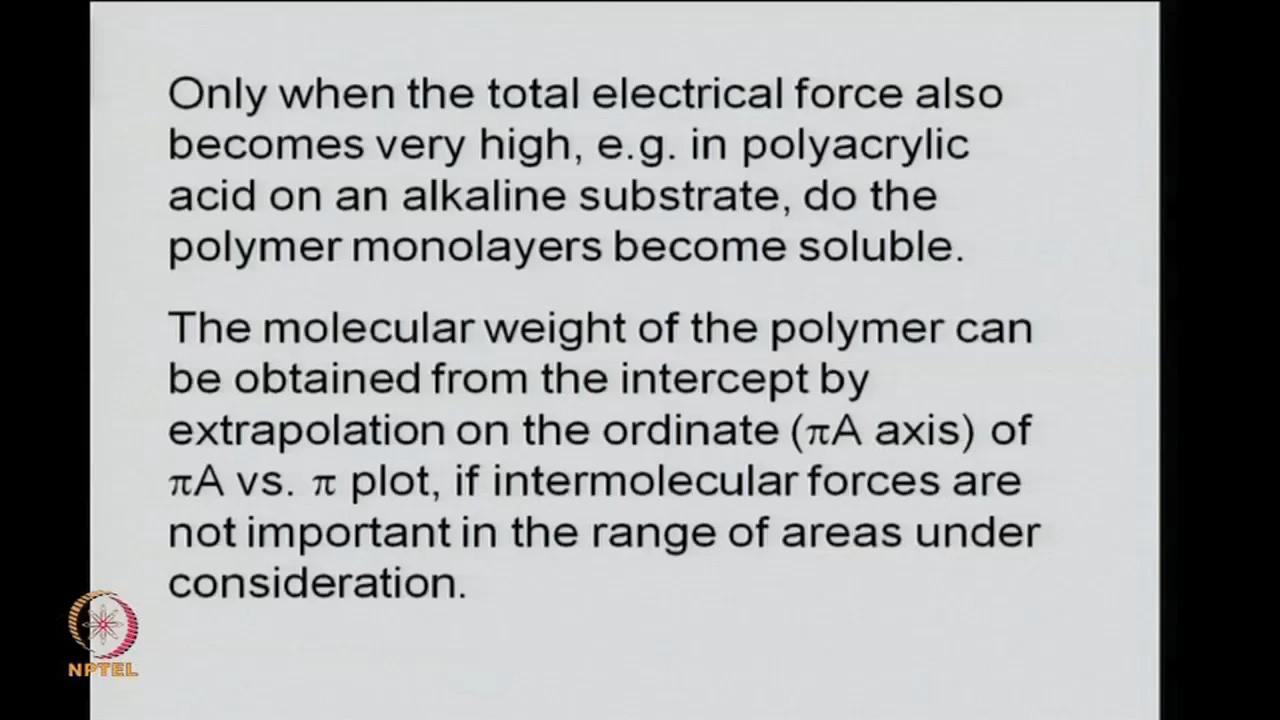 Only when the total electrical force also
becomes very high, e.g. in polyacrylic
acid on an alkaline substrate, do the
polymer monolayers become soluble.
The molecular weight of the polymer can
be obtained from the intercept by
extrapolation on the ordinate (πA axis) of
πA vs. π plot, if intermolecular forces are
not important in the range of areas under
consideration.
NPTEL